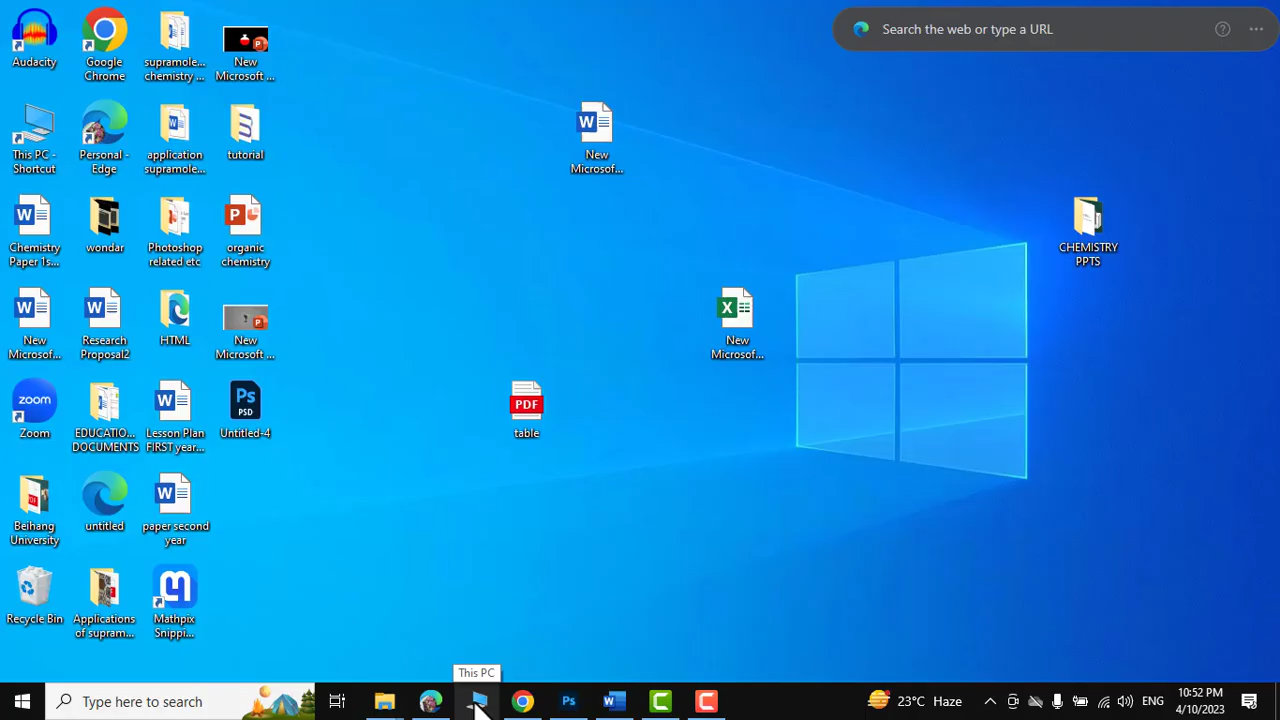 Search the web or type a URL
Audacity
Google
Chrome
supramole...
chemistry ...
New
Microsoft ...
This PC -
Shortcut
Personal -
Edge
application
supramole...
tutorial
New
Microsof...
Chemistry
Paper 1s...
wondar
Photoshop
related etc
organic
chemistry
CHEMISTRY
PPTS
New
Microsof...
Research
Proposal2
HTML
New
Microsoft ...
New
Microsof...
zoom
Zoom
EDUCATIO...
DOCUMENTS
Lesson Plan
FIRST year...
Ps
PSD
Untitled-4
PDF
table
Beihang
University
untitled
paper second
year
Recycle Bin
Applications
of supram...
Mathpix
Snippi...
This PC
Type here to search
Ps
23°C Haze
ENG
10:52 PM
4/10/2023